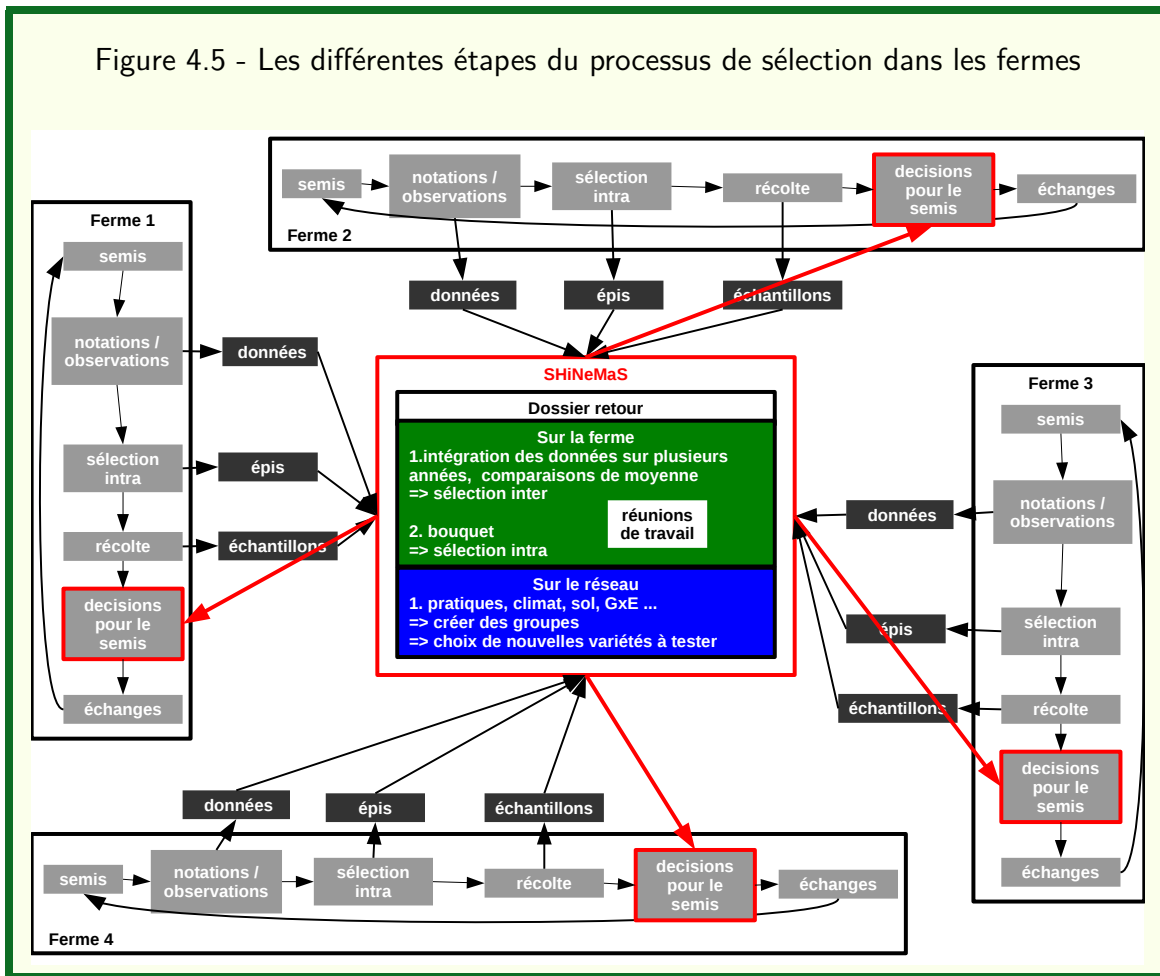 Figure 4.5 - Les différentes étapes du processus de sélection dans les fermes
semis
notations /
observations
sélection
intra
récolte
decisions
pour le
semis
échanges
Ferme 2
données
épis
échantillons
Ferme 1
semis
notations /
observations
données
sélection
intra
épis
récolte
échantillons
decisions
pour le
semis
échanges
SHiNeMaS
Dossier retour
Sur la ferme
1.intégration des données sur plusieurs
années, comparaisons de moyenne
=> sélection inter
2. bouquet
=> sélection intra
réunions
de travail
Sur le réseau
1. pratiques, climat, sol, GxE ...
=> créer des groupes
=> choix de nouvelles variétés à tester
Ferme 3
semis
notations /
observations
données
sélection
intra
épis
récolte
échantillons
decisions
pour le
semis
échanges
données
épis
échantillons
semis
notations /
observations
sélection
intra
récolte
decisions
pour le
semis
échanges
Ferme 4